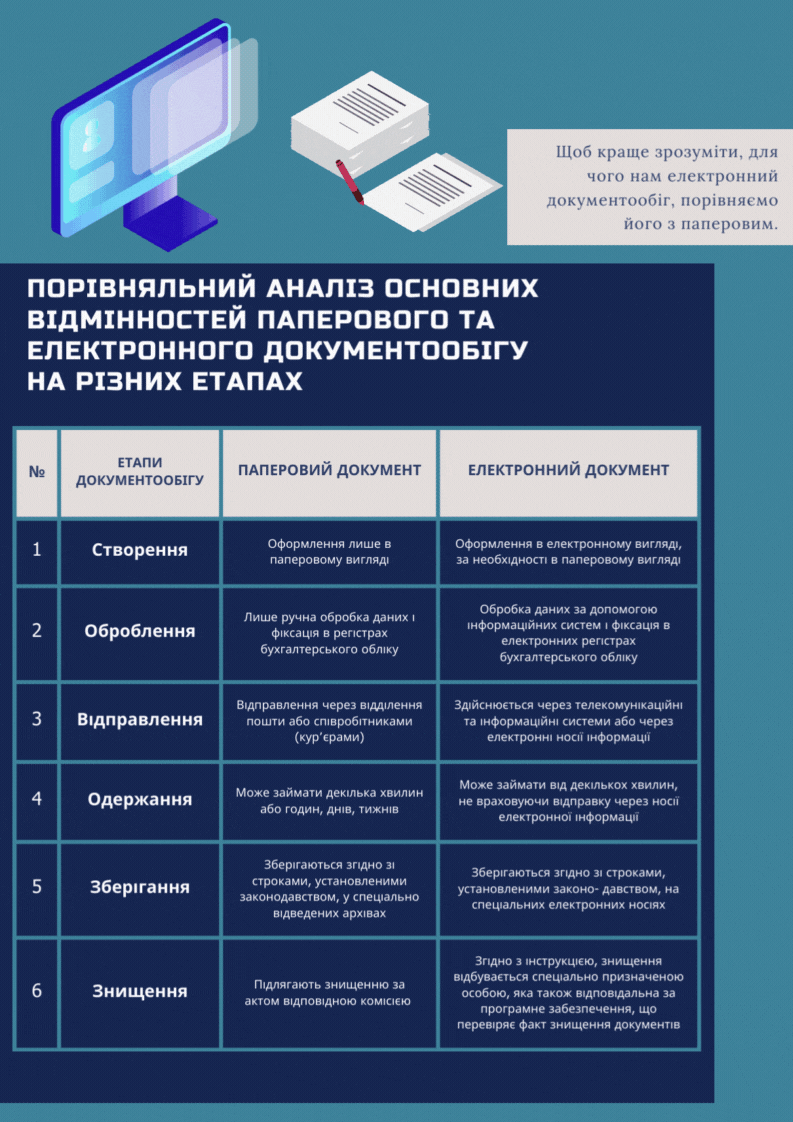 Щоб краще зрозуміти, для
чого нам електронний
документообіг, порівняємо
його з паперовим.
ПОРІВНЯЛЬНИЙ АНАЛІЗ ОСНОВНИХ
ВІДМІННОСТЕЙ ПАПЕРОВОГО ТА
ЕЛЕКТРОННОГО ДОКУМЕНТООБІГУ
НА РІЗНИХ ЕТАПАХ
№
ЕТАПИ
ДОКУМЕНТООБІГУ
ПАПЕРОВИЙ ДОКУМЕНТ
ЕЛЕКТРОННИЙ ДОКУМЕНТ
1
Створення
Оформлення лише в
паперовому вигляді
Оформлення в електронному вигляді,
за необхідності в паперовому вигляді
2
Оброблення
Лише ручна обробка даних і
фіксація в регістрах
бухгалтерського обліку
Обробка даних за допомогою
інформаційних систем і фіксація в
електронних регістрах
бухгалтерського обліку
3
Відправлення
Відправлення через відділення
пошти або співробітниками
(кур’єрами)
Здійснюється через телекомунікаційні
та інформаційні системи або через
електронні носії інформації
4
Одержання
Може займати декілька хвилин
або годин, днів, тижнів
Може займати від декількох хвилин,
не враховуючи відправку через носії
електронної інформації
5
Зберігання
Зберігаються згідно зі
строками, установленими
законодавством, у спеціально
відведених архівах
Зберігаються згідно зі строками,
установленими законо- давством, на
спеціальних електронних носіях
6
Знищення
Підлягають знищенню за
актом відповідною комісією
Згідно з інструкцією, знищення
відбувається спеціально призначеною
особою, яка також відповідальна за
програмне забезпечення, що
перевіряє факт знищення документів